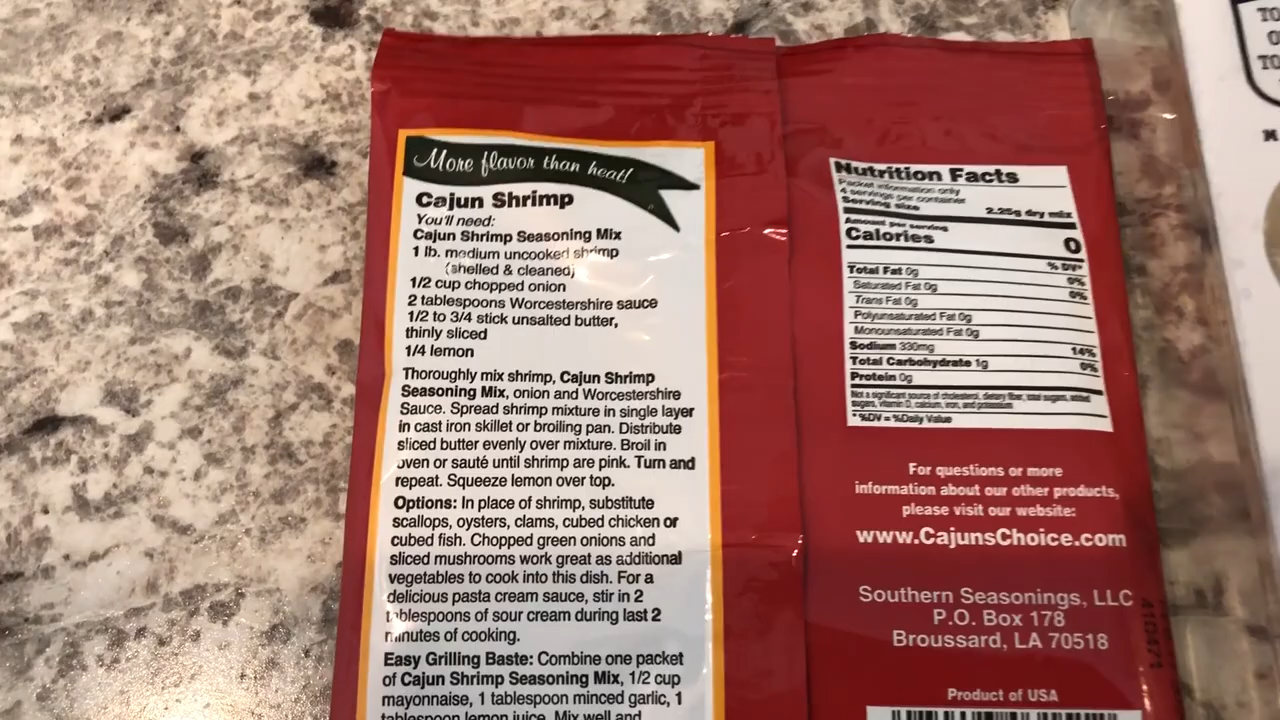 More flavor than heat!
Cajun Shrimp
You'll need:
Cajun Shrimp Seasoning Mix
1 lb. medium uncooked shrimp
(shelled & cleaned)
1/2 cup chopped onion
2 tablespoons Worcestershire sauce
1/2 to 3/4 stick unsalted butter,
thinly sliced
1/4 lemon
Thoroughly mix shrimp, Cajun Shrimp
Seasoning Mix, onion and Worcestershire
Sauce. Spread shrimp mixture in single layer
in cast iron skillet or broiling pan. Distribute
sliced butter evenly over mixture. Broil in
oven or sauté until shrimp are pink. Turn and
repeat. Squeeze lemon over top.
Options: In place of shrimp, substitute
scallops, oysters, clams, cubed chicken or
cubed fish. Chopped green onions and
sliced mushrooms work great as additional
vegetables to cook into this dish. For a
delicious pasta cream sauce, stir in 2
tablespoons of sour cream during last 2
minutes of cooking.
Easy Grilling Baste: Combine one packet
of Cajun Shrimp Seasoning Mix, 1/2 cup
mayonnaise, 1 tablespoon minced garlic, 1
tablespoon lemon juice. Mix well and
Nutrition Facts
Packet information only
4 servings per container
Serving size 2.25g dry mix
Amount per serving
Calories 0
% DV*
Total Fat 0g 0%
Saturated Fat 0g 0%
Trans Fat 0g
Polyunsaturated Fat 0g
Monounsaturated Fat 0g
Sodium 330mg 14%
Total Carbohydrate 1g 0%
Protein 0g
Not a significant source of cholesterol, dietary fiber, total sugars, added
sugars, vitamin D, calcium, iron, and potassium
*%DV = %Daily Value
For questions or more
information about our other products,
please visit our website:
www.CajunsChoice.com
Southern Seasonings, LLC
P.O. Box 178
Broussard, LA 70518
Product of USA
TO